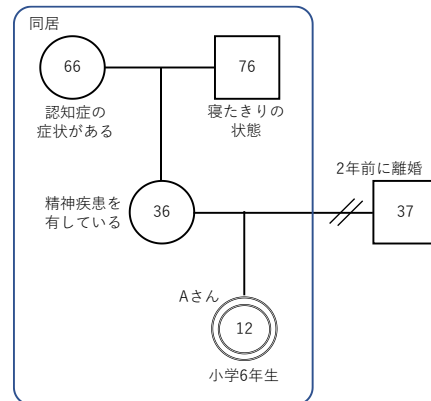 同居
66
76
認知症の
症状がある
寝たきりの
状態
2年前に離婚
精神疾患を
有している
36
37
Aさん
12
小学6年生